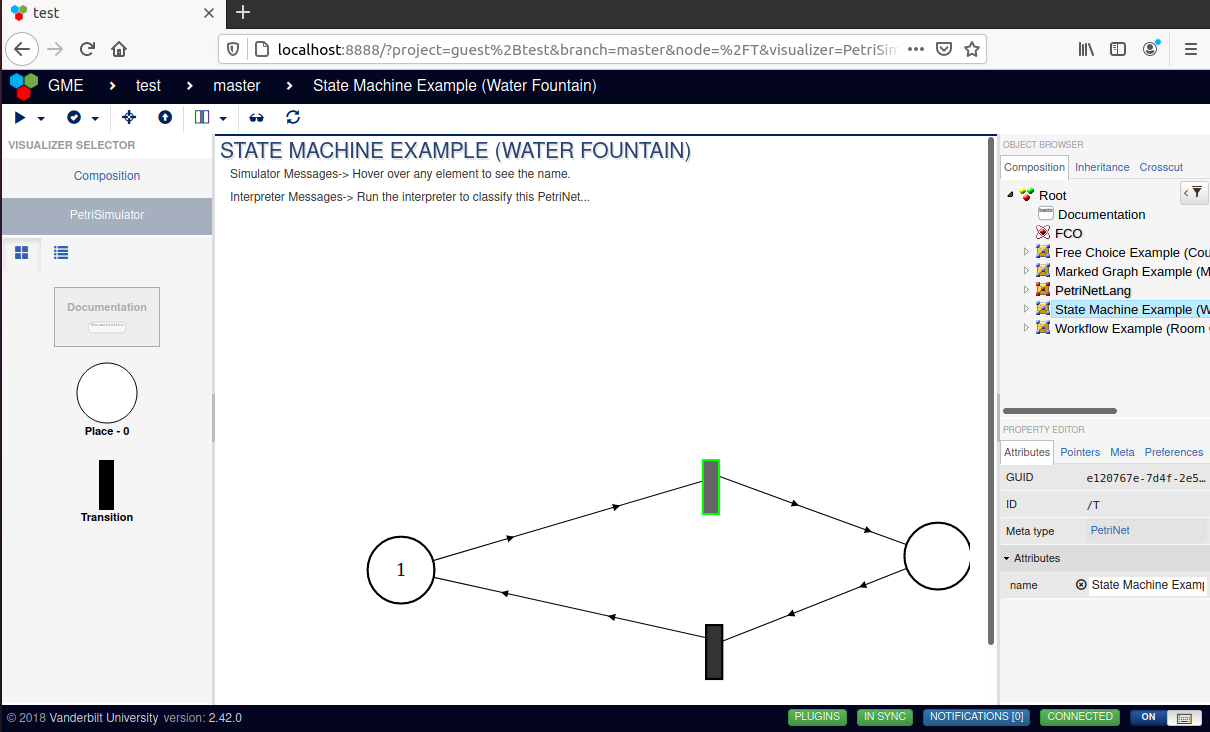 test
localhost:8888/?project=guest%2Btest&branch=master&node=%2FT&visualizer=PetriSim
GME > test > master > State Machine Example (Water Fountain)
VISUALIZER SELECTOR
Composition
PetriSimulator
Documentation
Documentation
Place - 0
Transition
STATE MACHINE EXAMPLE (WATER FOUNTAIN)
Simulator Messages-> Hover over any element to see the name.
Interpreter Messages-> Run the interpreter to classify this PetriNet...
1
OBJECT BROWSER
Composition Inheritance Crosscut
Root
Documentation
FCO
Free Choice Example (Cou
Marked Graph Example (M
PetriNetLang
State Machine Example (W
Workflow Example (Room
PROPERTY EDITOR
Attributes Pointers Meta Preferences
GUID e120767e-7d4f-2e5…
ID /T
Meta type PetriNet
Attributes
name State Machine Examp
© 2018 Vanderbilt University version: 2.42.0
PLUGINS IN SYNC NOTIFICATIONS [0] CONNECTED ON